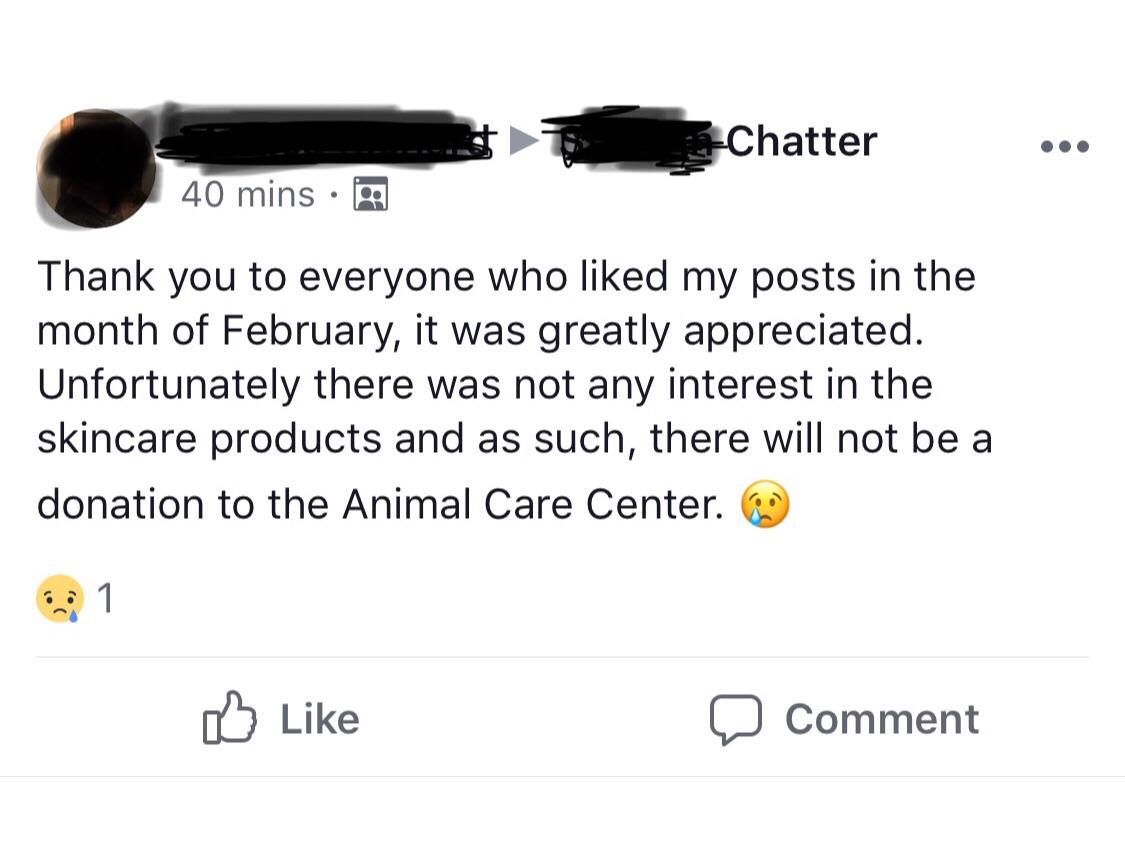 Chatter
40 mins ·
Thank you to everyone who liked my posts in the
month of February, it was greatly appreciated.
Unfortunately there was not any interest in the
skincare products and as such, there will not be a
donation to the Animal Care Center. 😢
1
Like
Comment